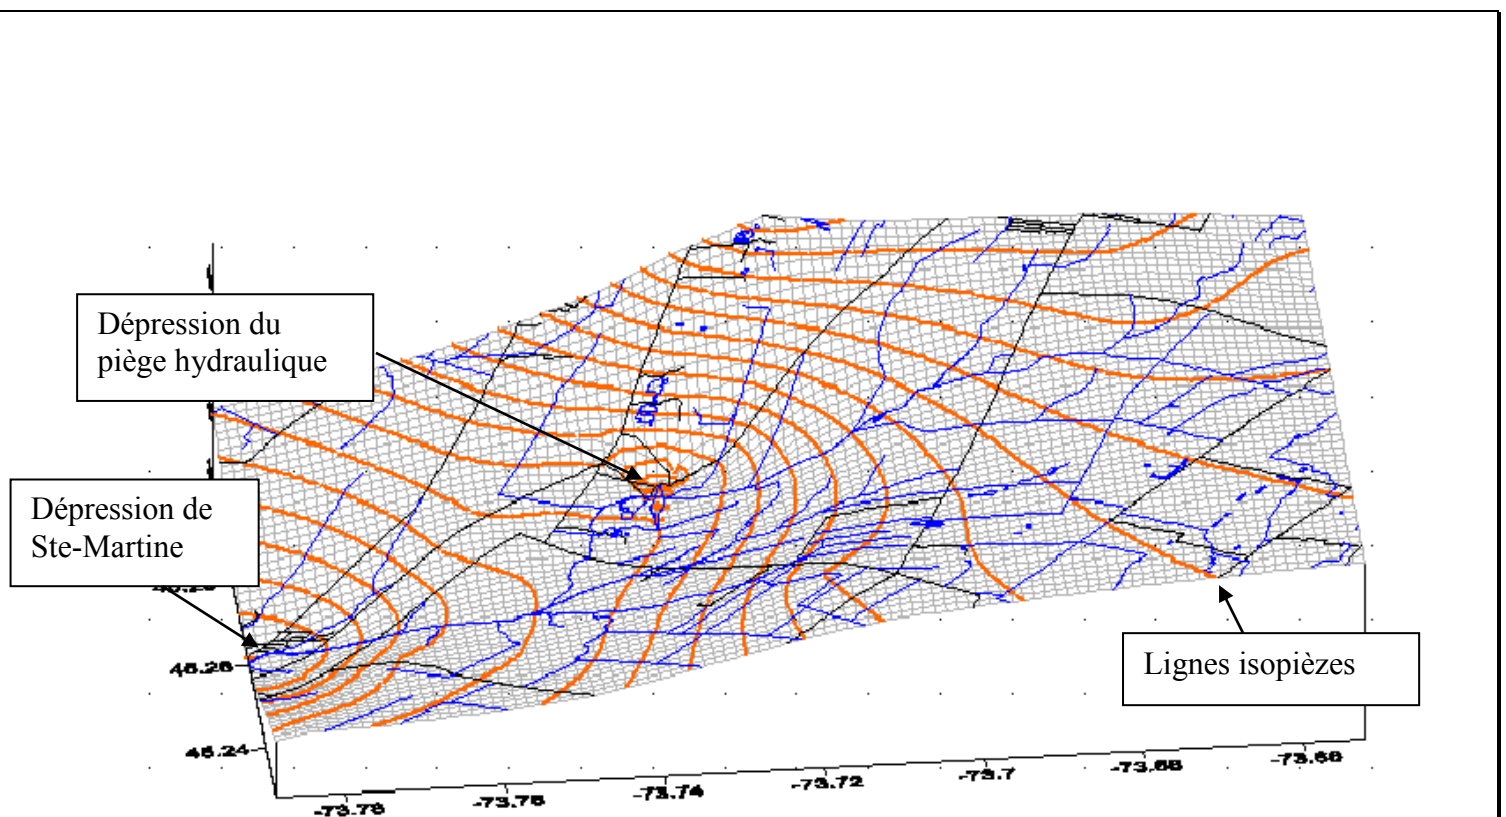 Dépression du
piège hydraulique
Dépression de
Ste-Martine
Lignes isopièzes
45.26
45.24
-73.78
-73.76
-73.74
-73.72
-73.7
-73.68
-73.66